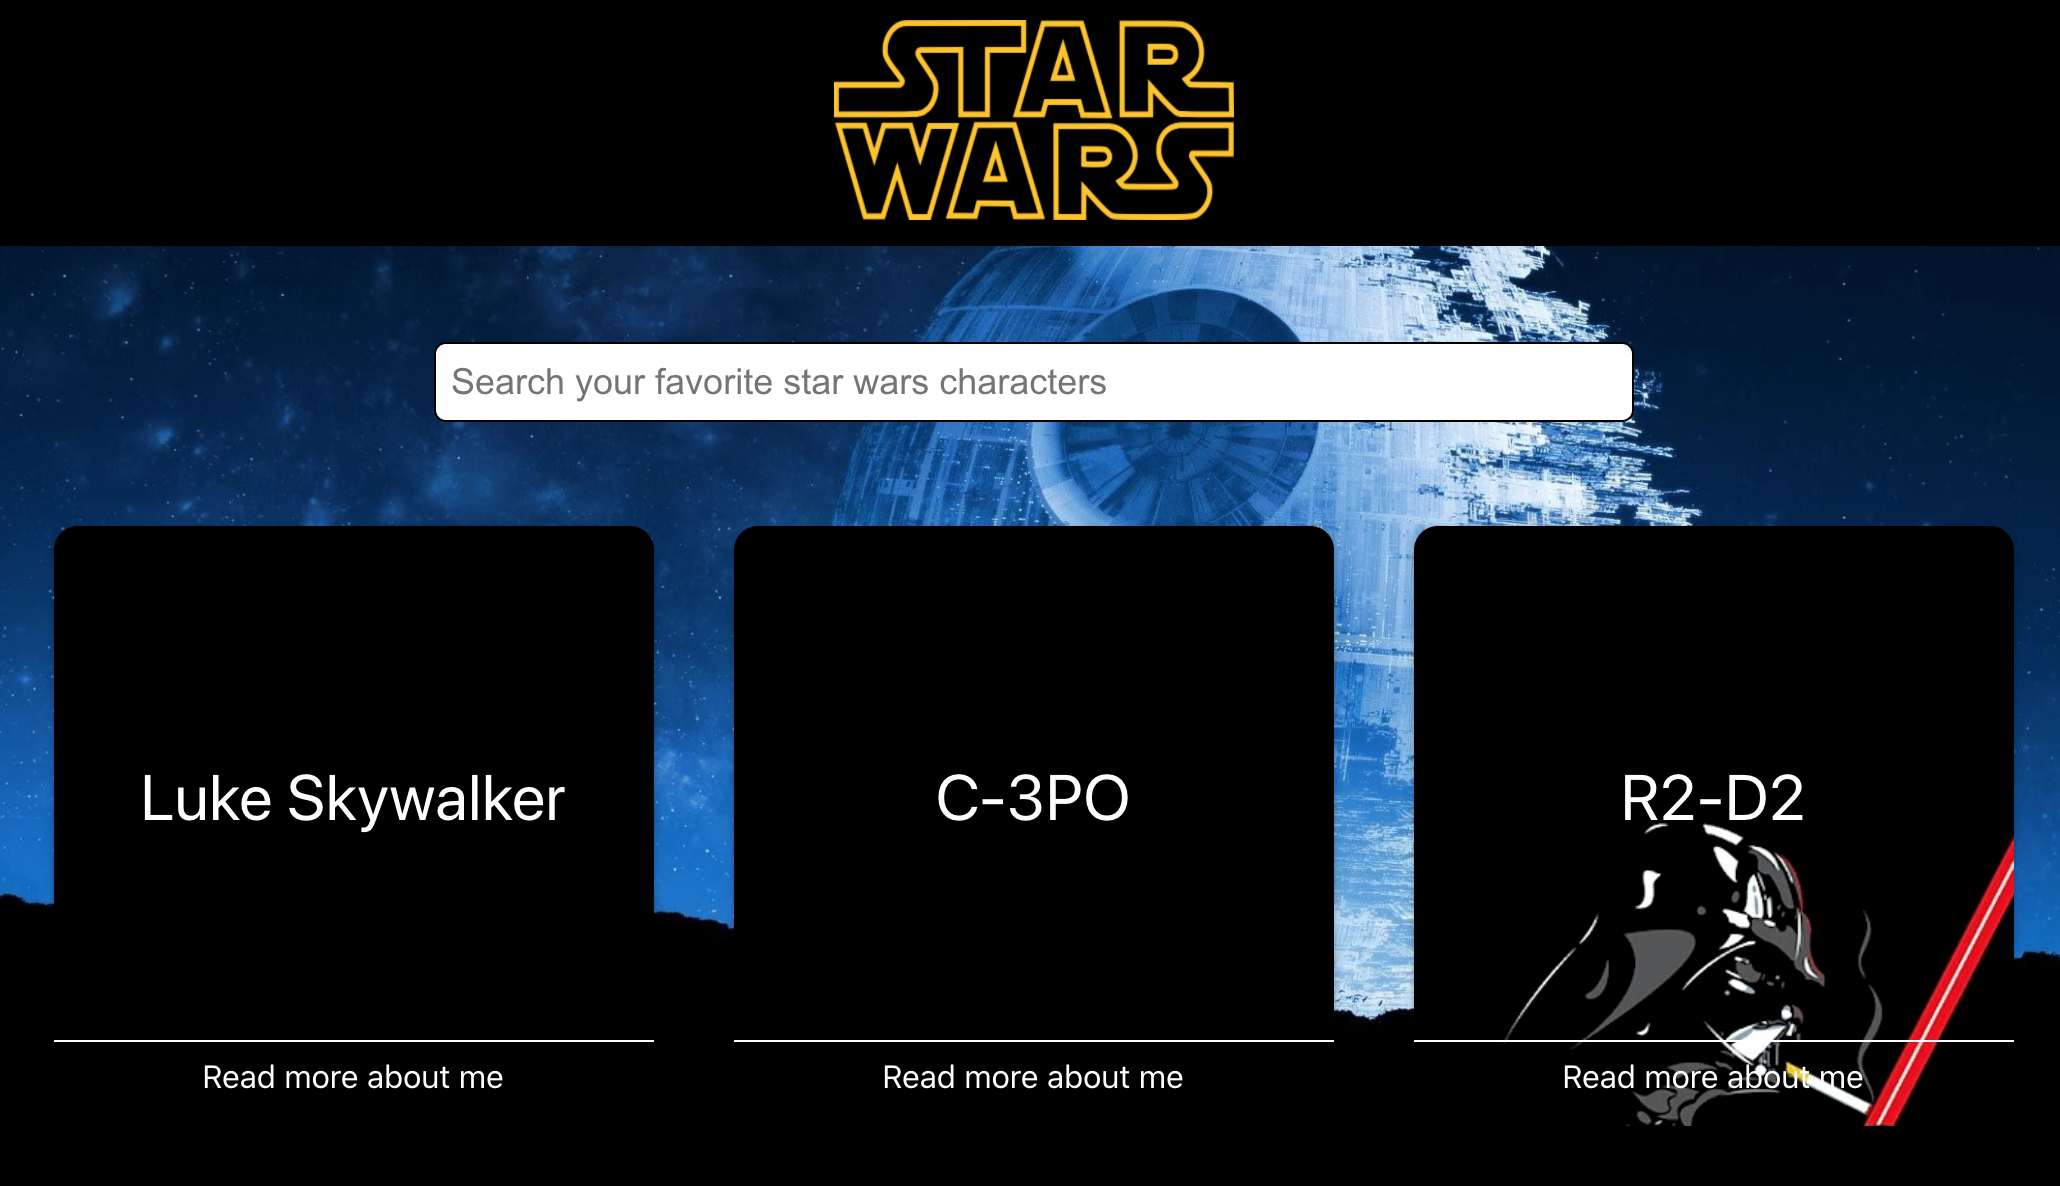 STAR
WARS
Search your favorite star wars characters
Luke Skywalker
C-3PO
R2-D2
Read more about me
Read more about me
Read more about me